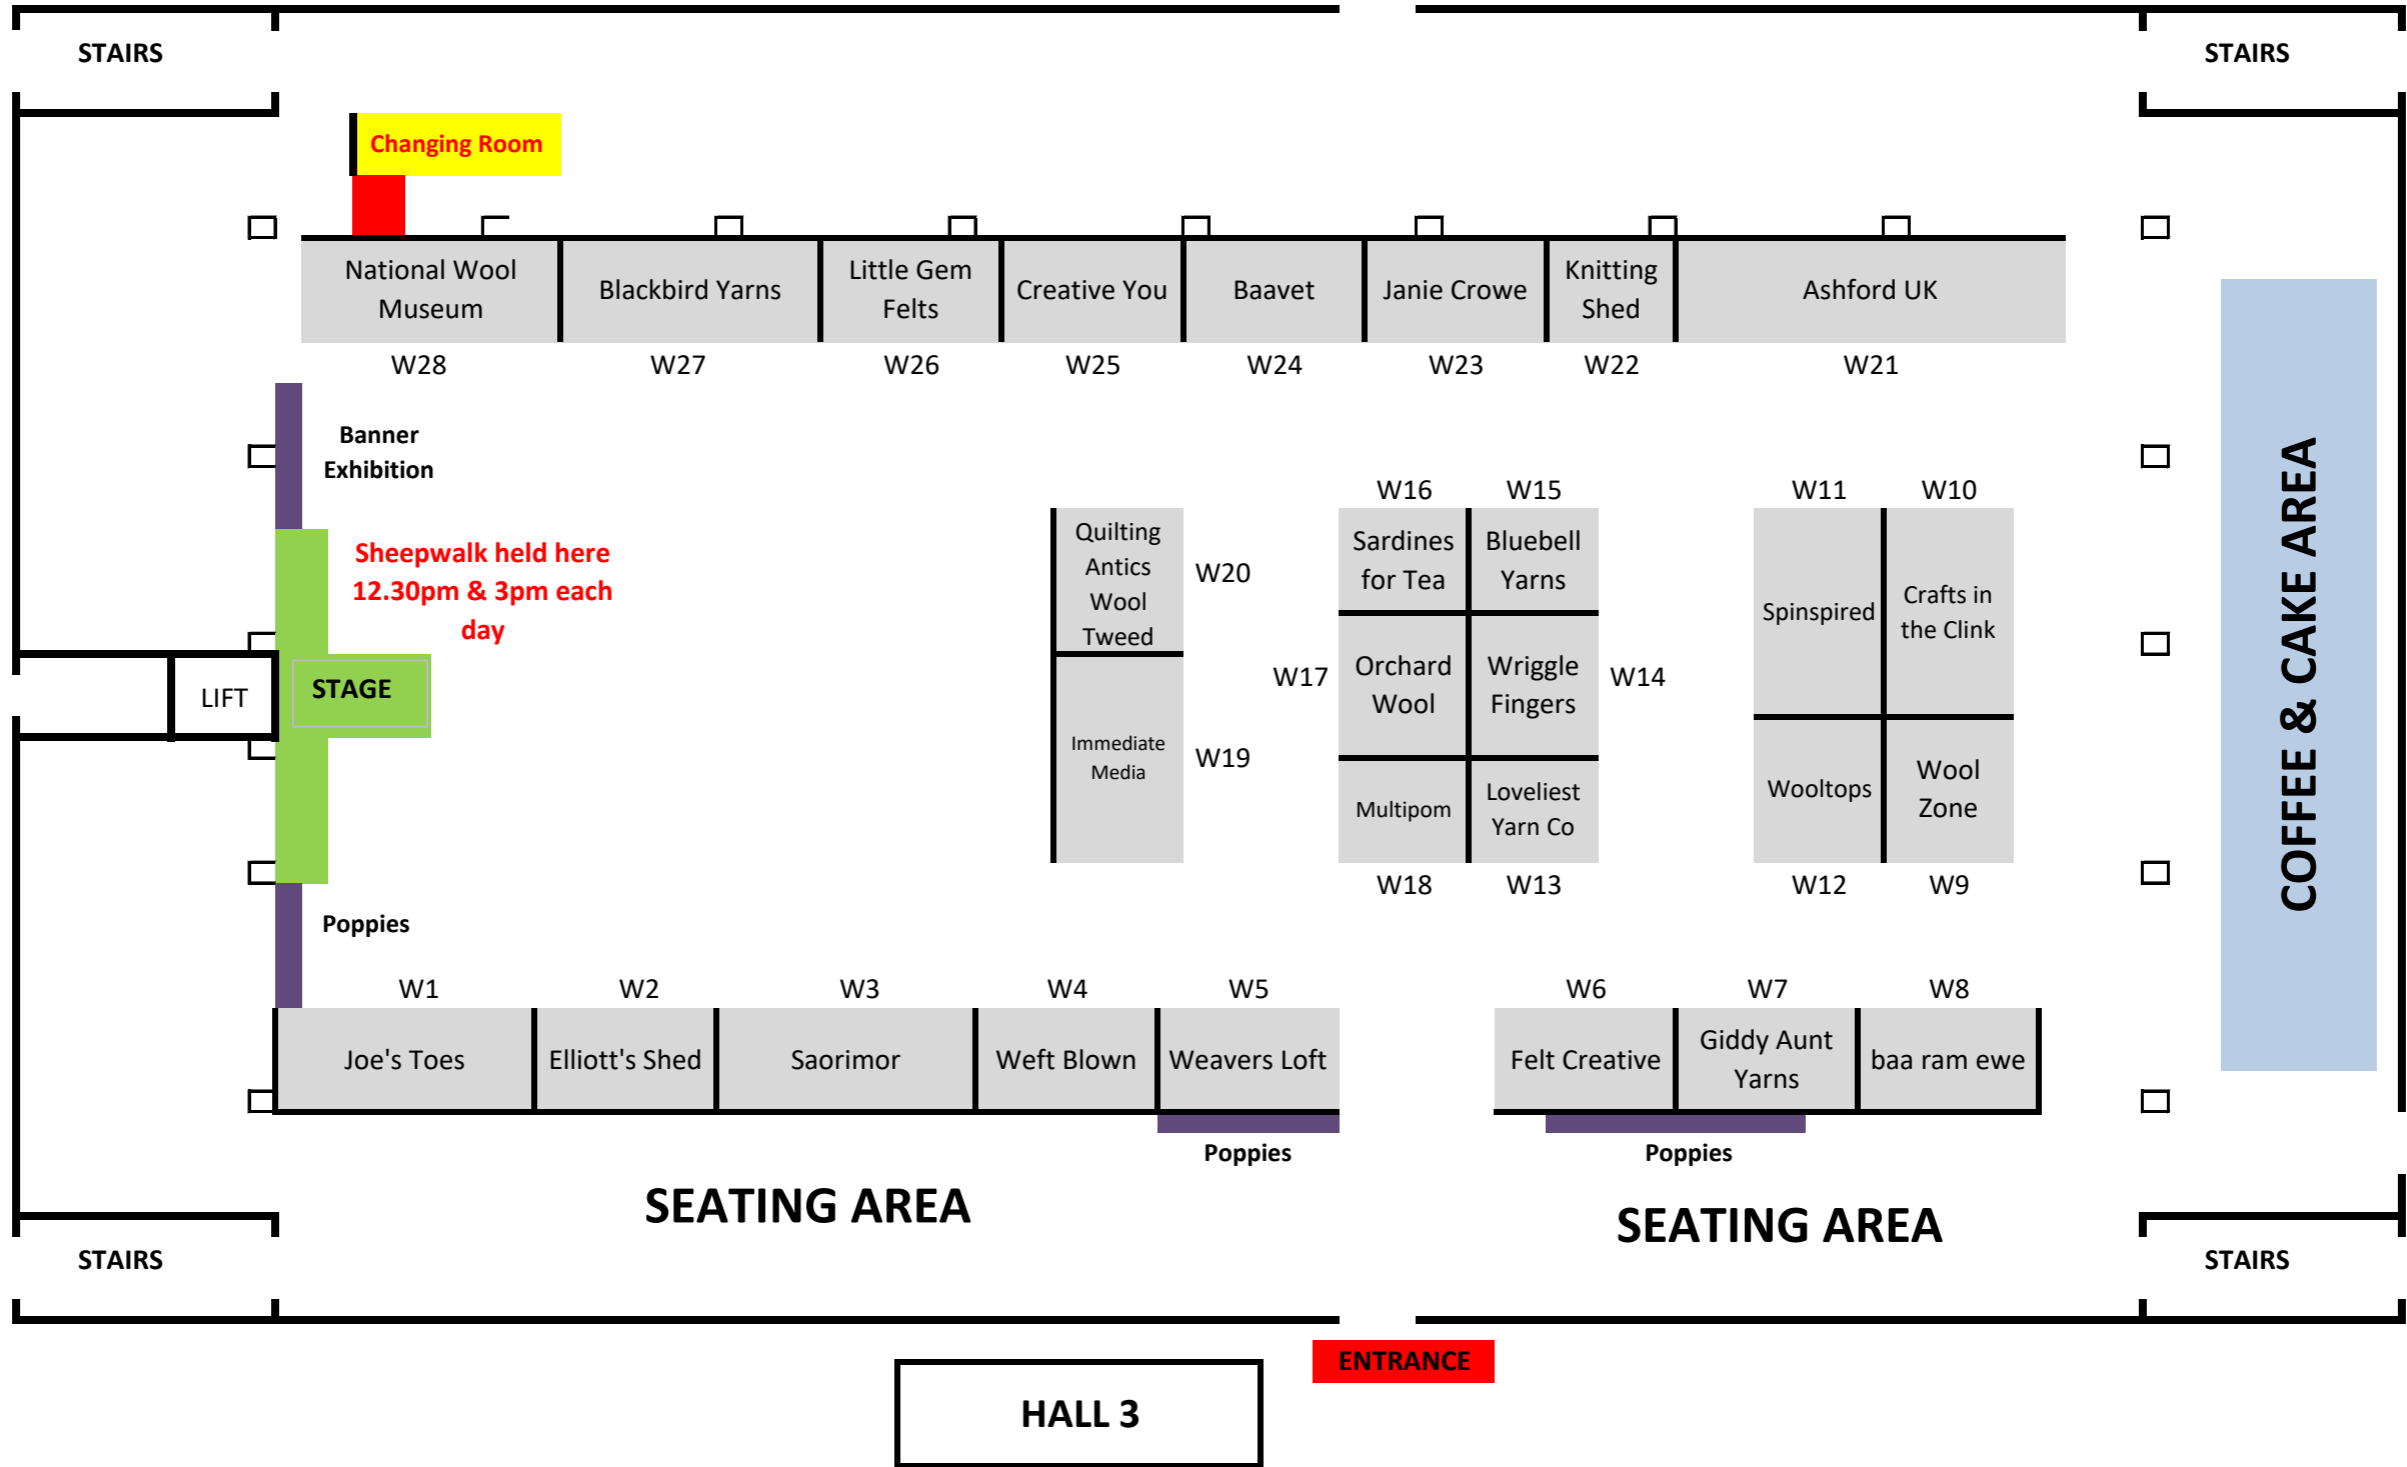 STAIRS
STAIRS
Changing Room
National Wool
Museum
Blackbird Yarns
Little Gem
Felts
Creative You
Baavet
Janie Crowe
Knitting
Shed
Ashford UK
W28
W27
W26
W25
W24
W23
W22
W21
Banner
Exhibition
Sheepwalk held here
12.30pm & 3pm each
day
LIFT
STAGE
Poppies
Quilting
Antics
Wool
Tweed
W20
Immediate
Media
W19
W16
W15
Sardines
for Tea
Bluebell
Yarns
W17
Orchard
Wool
Wriggle
Fingers
W14
Multipom
Loveliest
Yarn Co
W18
W13
W11
W10
Spinspired
Crafts in
the Clink
Wooltops
Wool
Zone
W12
W9
COFFEE & CAKE AREA
W1
W2
W3
W4
W5
W6
W7
W8
Joe's Toes
Elliott's Shed
Saorimor
Weft Blown
Weavers Loft
Felt Creative
Giddy Aunt
Yarns
baa ram ewe
Poppies
Poppies
SEATING AREA
SEATING AREA
STAIRS
STAIRS
ENTRANCE
HALL 3